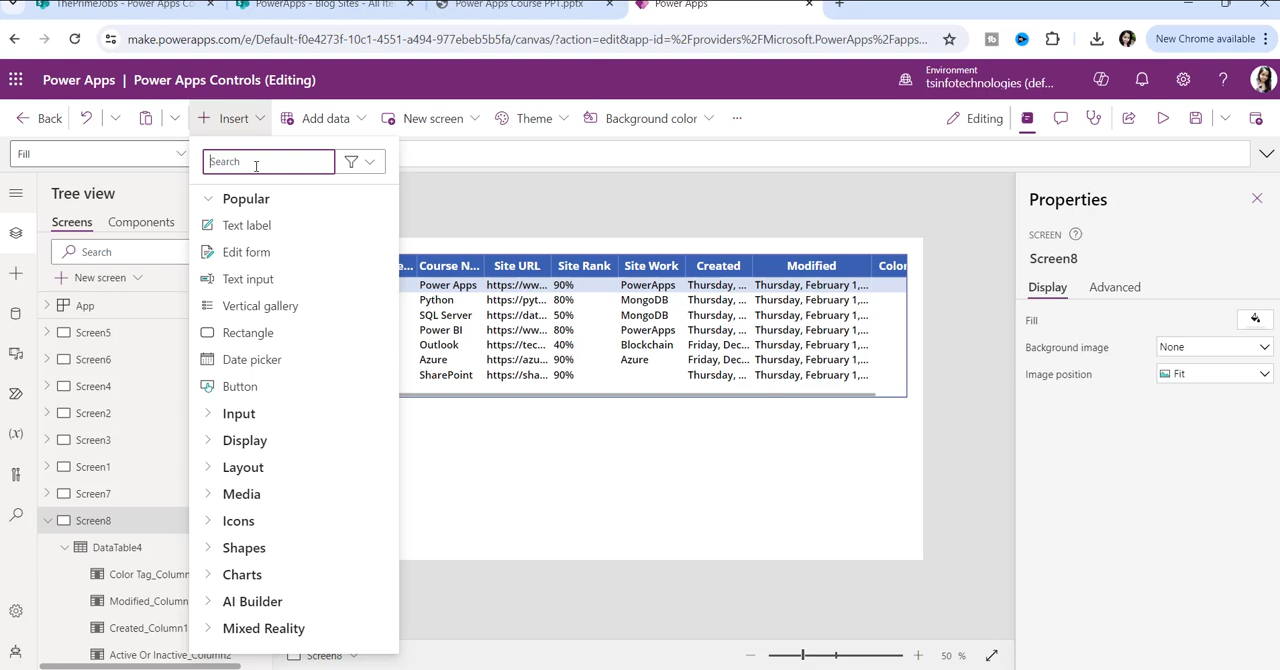 ThePrimeJobs - Power Apps C
PowerApps - Blog Sites - All Ite
Power Apps Course PPT.pptx
Power Apps
make.powerapps.com/e/Default-f0e4273f-10c1-4551-a494-977ebeb5b5fa/canvas/?action=edit&app-id=%2Fproviders%2FMicrosoft.PowerApps%2Fapps...
New Chrome available
Power Apps | Power Apps Controls (Editing)
Environment
tsinfotechnologies (def...
Back
Insert
Add data
New screen
Theme
Background color
...
Editing
Fill
Search
Popular
Text label
Edit form
Text input
Vertical gallery
Rectangle
Date picker
Button
Input
Display
Layout
Media
Icons
Shapes
Charts
AI Builder
Mixed Reality
Tree view
Screens Components
Search
New screen
App
Screen5
Screen6
Screen4
Screen2
Screen3
Screen1
Screen7
Screen8
DataTable4
Color Tag_Column
Modified_Column
Created_Column1
Active Or Inactive_Column2
e... Course N... Site URL Site Rank Site Work Created Modified Color
Power Apps https://ww... 90% PowerApps Thursday, ... Thursday, February 1,...
Python https://pyt... 80% MongoDB Thursday, ... Thursday, February 1,...
SQL Server https://dat... 50% MongoDB Thursday, ... Thursday, February 1,...
Power BI https://ww... 80% PowerApps Thursday, ... Thursday, February 1,...
Outlook https://tec... 40% Blockchain Friday, Dec... Thursday, February 1,...
Azure https://azu... 90% Azure Friday, Dec... Thursday, February 1,...
SharePoint https://sha... 90% Thursday, ... Thursday, February 1,...
Screen8
50 %
Properties
SCREEN
Screen8
Display Advanced
Fill
Background image None
Image position Fit